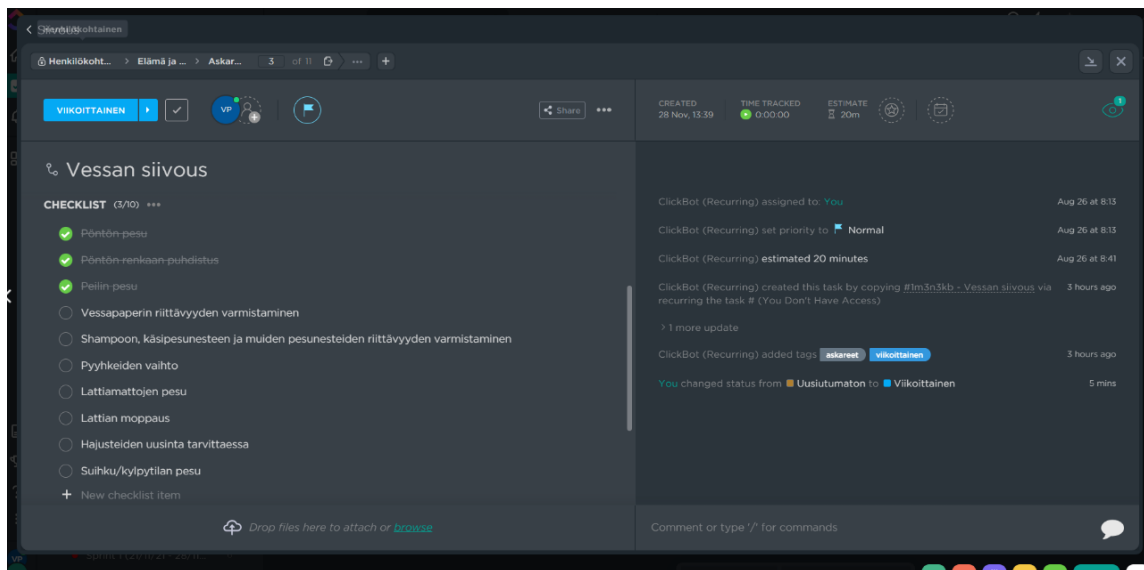 Henkilökohtainen
Henkilökoht... > Elämä ja ... > Askar... 3 of 11
Share
VIIKOITTAINEN
VP
CREATED
28 Nov, 13:39
TIME TRACKED
0:00:00
ESTIMATE
20m
1
Vessan siivous
CHECKLIST (3/10)
Pöntön pesu
Pöntön renkaan puhdistus
Peilin pesu
Vessapaperin riittävyyden varmistaminen
Shampoon, käsipesunesteen ja muiden pesunesteiden riittävyyden varmistaminen
Pyyhkeiden vaihto
Lattiamattojen pesu
Lattian moppaus
Hajusteiden uusinta tarvittaessa
Suihku/kylpytilan pesu
+ New checklist item
Drop files here to attach or browse
ClickBot (Recurring) assigned to: You Aug 26 at 8:13
ClickBot (Recurring) set priority to Normal Aug 26 at 8:13
ClickBot (Recurring) estimated 20 minutes Aug 26 at 8:41
ClickBot (Recurring) created this task by copying #1m3n3kb - Vessan siivous via 3 hours ago
recurring the task # (You Don't Have Access)
> 1 more update
ClickBot (Recurring) added tags askareet viikoittainen 3 hours ago
You changed status from Uusiutumaton to Viikoittainen 5 mins
Comment or type '/' for commands
VP